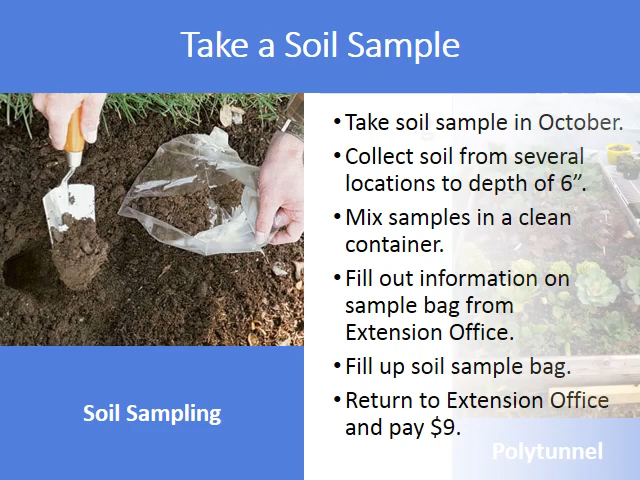 Take a Soil Sample
•Take soil sample in October.
•Collect soil from several
locations to depth of 6”.
•Mix samples in a clean
container.
•Fill out information on
sample bag from
Extension Office.
•Fill up soil sample bag.
•Return to Extension Office
and pay $9.
Soil Sampling
Polytunnel